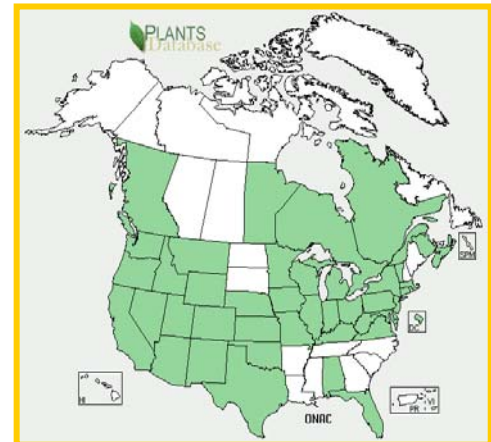 PLANTS
Database
SPM
DC
HI
PR VI
ONAC